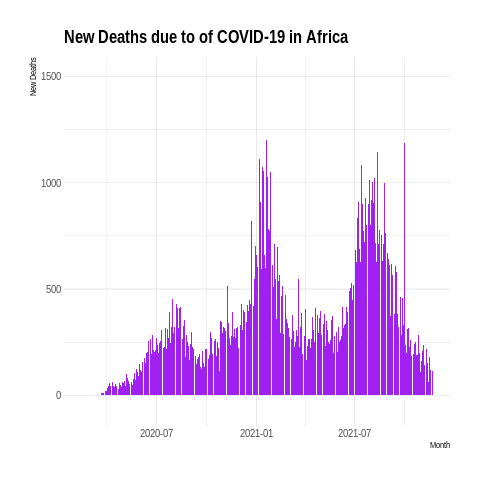 New Deaths due to of COVID-19 in Africa
New Deaths
1500
1000
500
0
2020-07
2021-01
2021-07
Month